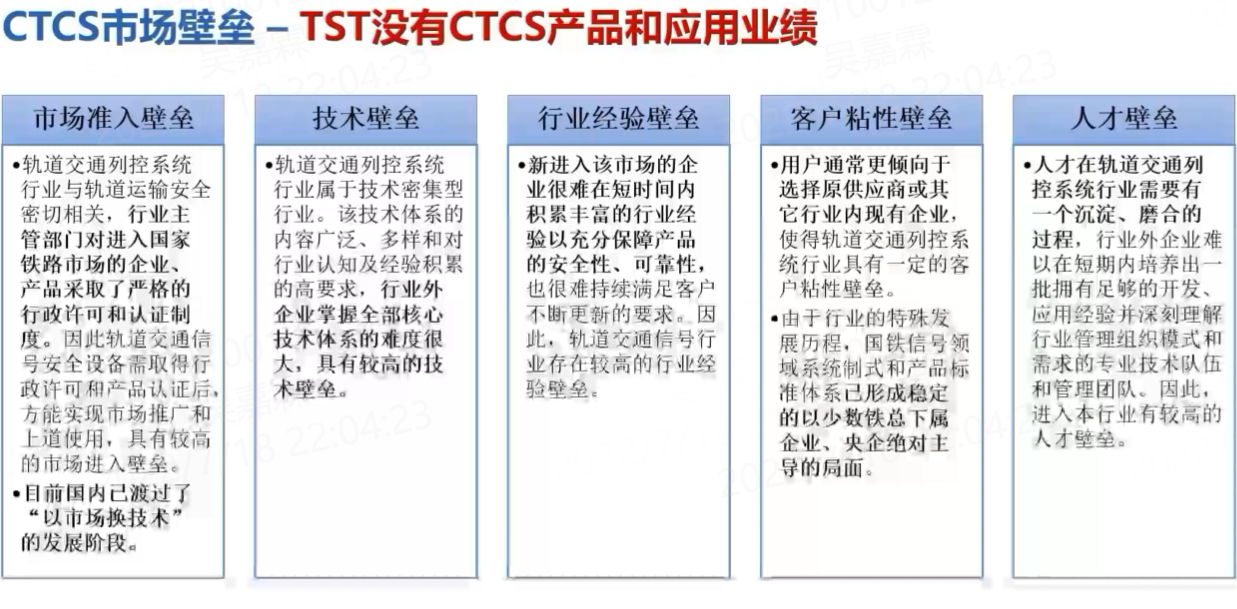 CTCS市场壁垒 – TST没有CTCS产品和应用业绩
市场准入壁垒
•轨道交通列控系统
行业与轨道运输安全
密切相关，行业主
管部门对进入国家
铁路市场的企业、
产品采取了严格的
行政许可和认证制
度。因此轨道交通信
号安全设备需取得行
政许可和产品认证后，
方能实现市场推广和
上道使用，具有较高
的市场进入壁垒。
•目前国内已渡过了
“以市场换技术”
的发展阶段。
技术壁垒
•轨道交通列控系统
行业属于技术密集型
行业。该技术体系的
内容广泛、多样和对
行业认知及经验积累
的高要求，行业外
企业掌握全部核心
技术体系的难度很
大，具有较高的技
术壁垒。
行业经验壁垒
•新进入该市场的企
业很难在短时间内
积累丰富的行业经
验以充分保障产品
的安全性、可靠性，
也很难持续满足客户
不断更新的要求。因
此，轨道交通信号行
业存在较高的行业经
验壁垒。
客户粘性壁垒
•用户通常更倾向于
选择原供应商或其
它行业内现有企业，
使得轨道交通列控系
统行业具有一定的客
户粘性壁垒。
•由于行业的特殊发
展历程，国铁信号领
域系统制式和产品标
准体系已形成稳定
的以少数铁总下属
企业、央企绝对主
导的局面。
人才壁垒
•人才在轨道交通列
控系统行业需要有
一个沉淀、磨合的
过程，行业外企业难
以在短期内培养出一
批拥有足够的开发、
应用经验并深刻理解
行业管理组织模式和
需求的专业技术队伍
和管理团队。因此，
进入本行业有较高的
人才壁垒。
吴嘉霖
22:04:23